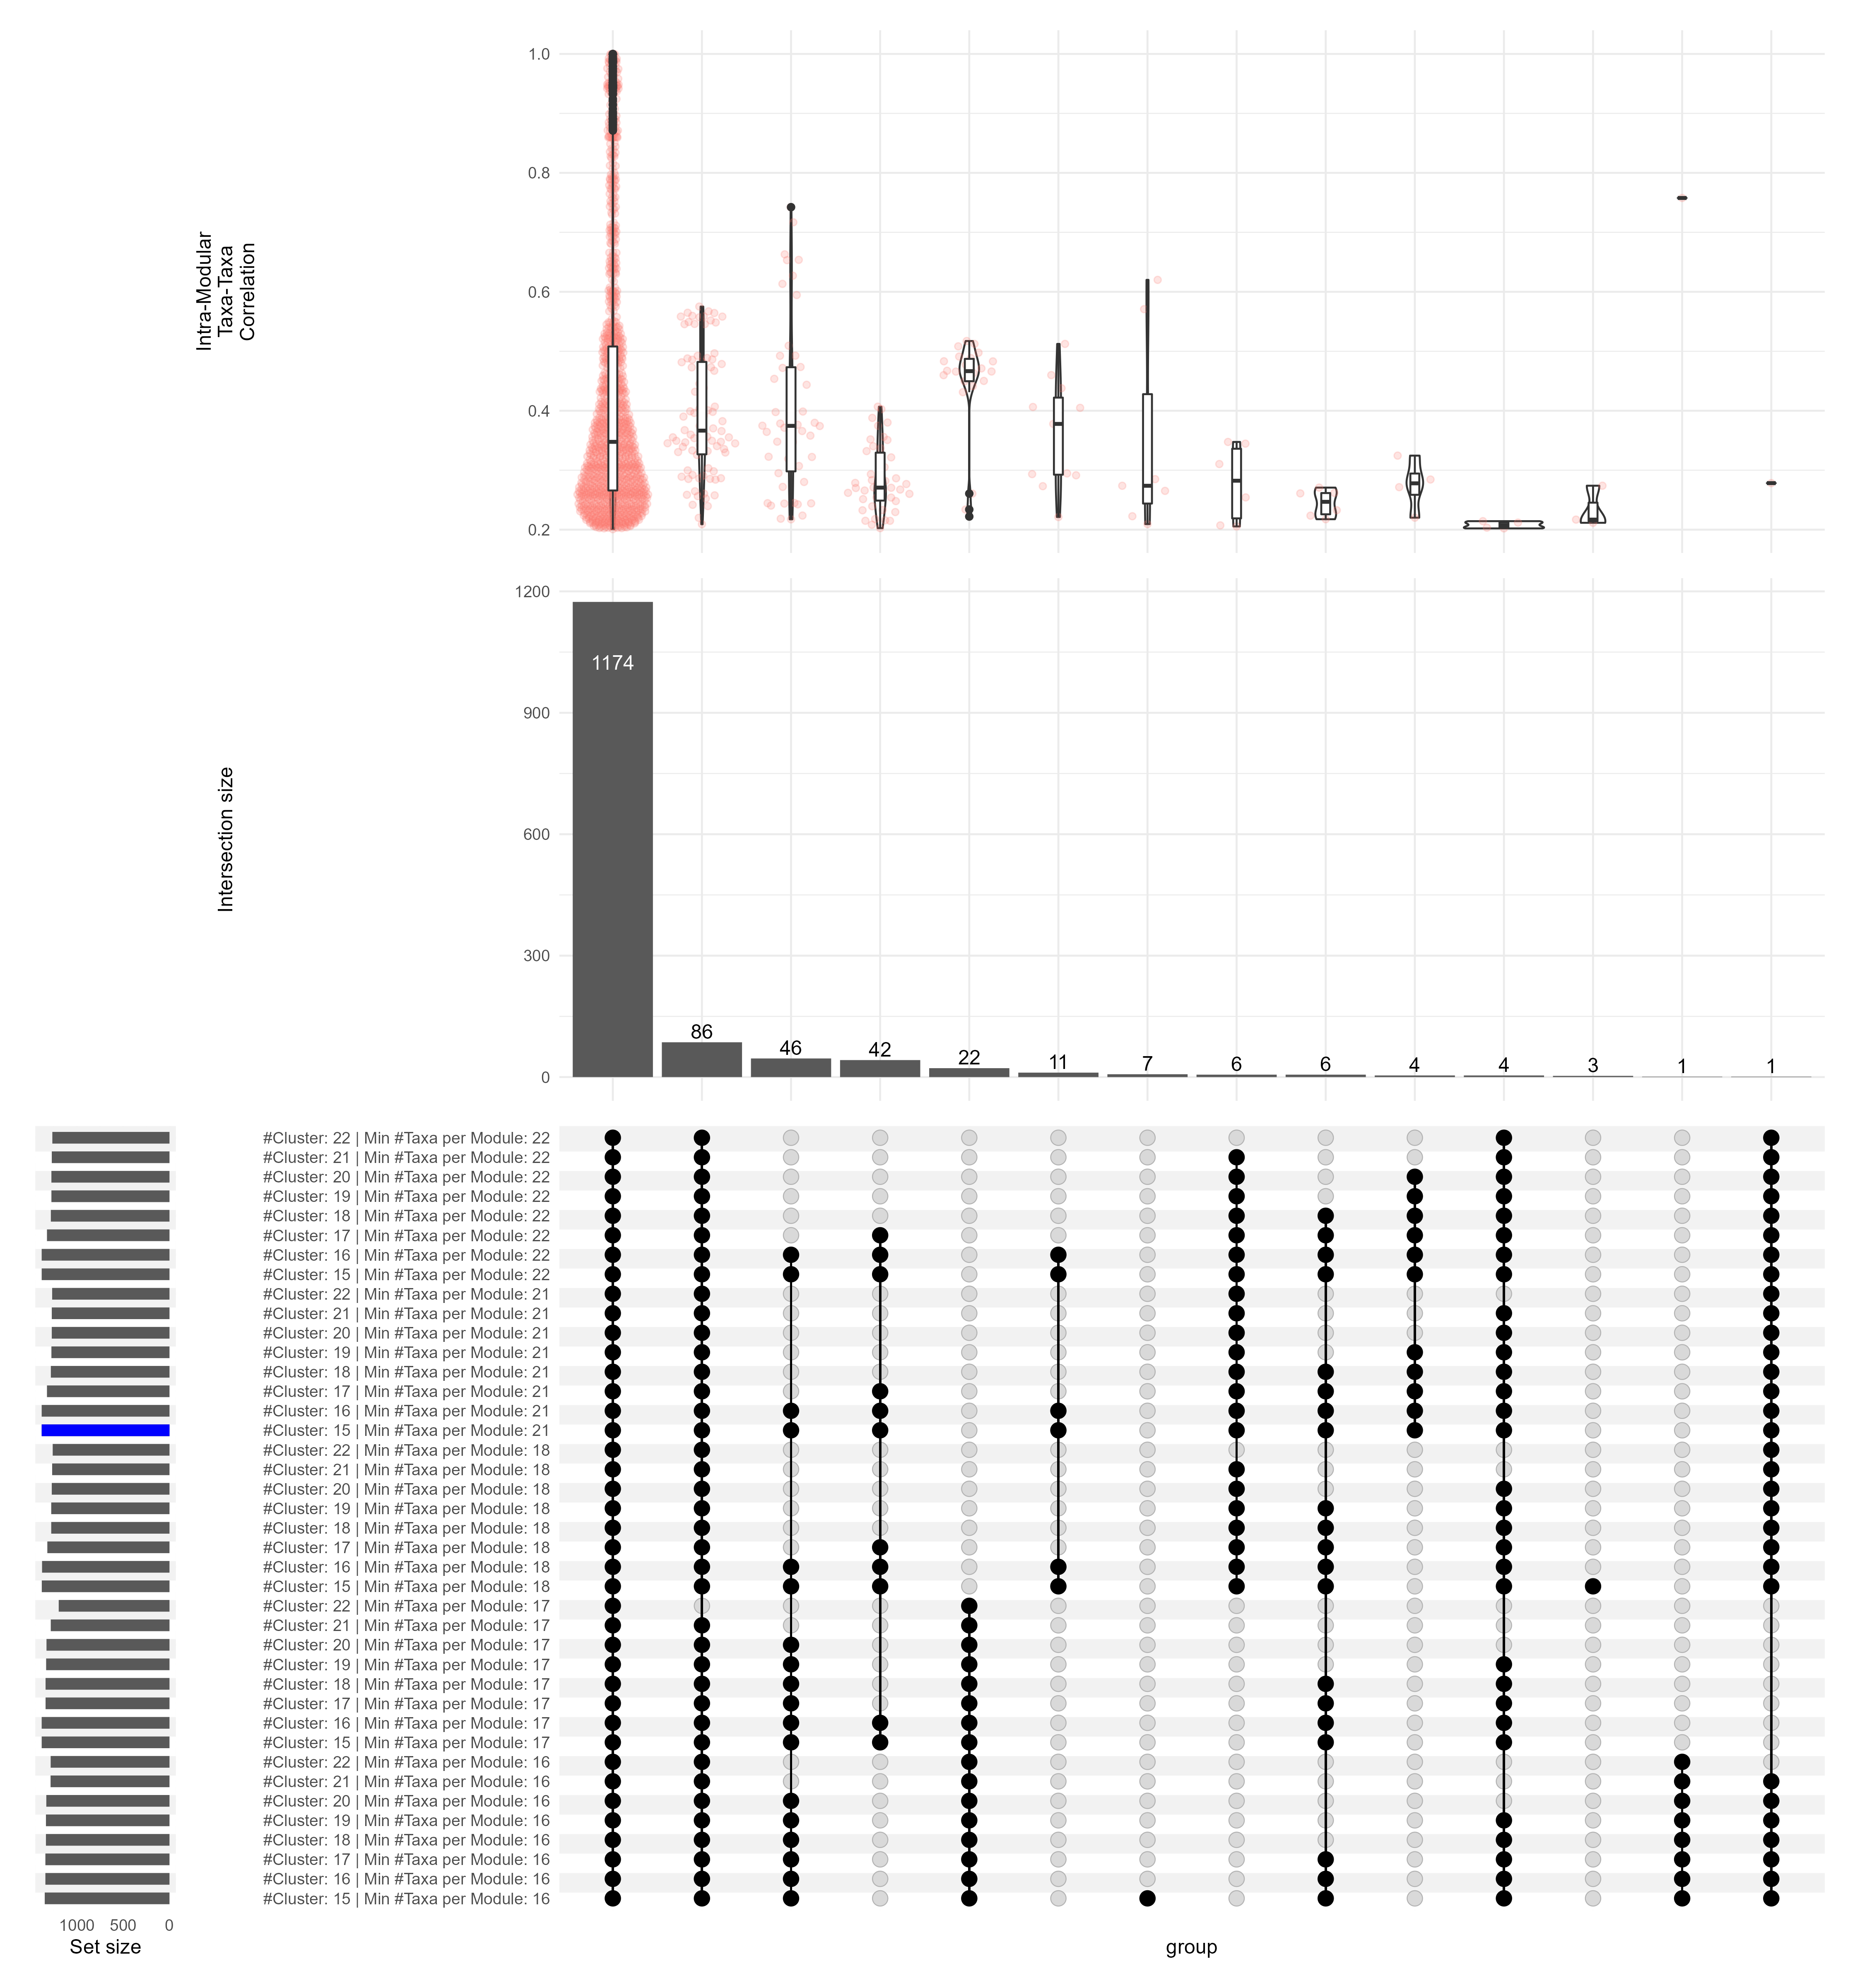 Intra-Modular
Taxa-Taxa
Correlation
1.0
0.8
0.6
0.4
0.2
Intersection size
1200
900
600
300
0
1174
86
46
42
22
11
7
6
6
4
4
3
1
1
#Cluster: 22 | Min #Taxa per Module: 22
#Cluster: 21 | Min #Taxa per Module: 22
#Cluster: 20 | Min #Taxa per Module: 22
#Cluster: 19 | Min #Taxa per Module: 22
#Cluster: 18 | Min #Taxa per Module: 22
#Cluster: 17 | Min #Taxa per Module: 22
#Cluster: 16 | Min #Taxa per Module: 22
#Cluster: 15 | Min #Taxa per Module: 22
#Cluster: 22 | Min #Taxa per Module: 21
#Cluster: 21 | Min #Taxa per Module: 21
#Cluster: 20 | Min #Taxa per Module: 21
#Cluster: 19 | Min #Taxa per Module: 21
#Cluster: 18 | Min #Taxa per Module: 21
#Cluster: 17 | Min #Taxa per Module: 21
#Cluster: 16 | Min #Taxa per Module: 21
#Cluster: 15 | Min #Taxa per Module: 21
#Cluster: 22 | Min #Taxa per Module: 18
#Cluster: 21 | Min #Taxa per Module: 18
#Cluster: 20 | Min #Taxa per Module: 18
#Cluster: 19 | Min #Taxa per Module: 18
#Cluster: 18 | Min #Taxa per Module: 18
#Cluster: 17 | Min #Taxa per Module: 18
#Cluster: 16 | Min #Taxa per Module: 18
#Cluster: 15 | Min #Taxa per Module: 18
#Cluster: 22 | Min #Taxa per Module: 17
#Cluster: 21 | Min #Taxa per Module: 17
#Cluster: 20 | Min #Taxa per Module: 17
#Cluster: 19 | Min #Taxa per Module: 17
#Cluster: 18 | Min #Taxa per Module: 17
#Cluster: 17 | Min #Taxa per Module: 17
#Cluster: 16 | Min #Taxa per Module: 17
#Cluster: 15 | Min #Taxa per Module: 17
#Cluster: 22 | Min #Taxa per Module: 16
#Cluster: 21 | Min #Taxa per Module: 16
#Cluster: 20 | Min #Taxa per Module: 16
#Cluster: 19 | Min #Taxa per Module: 16
#Cluster: 18 | Min #Taxa per Module: 16
#Cluster: 17 | Min #Taxa per Module: 16
#Cluster: 16 | Min #Taxa per Module: 16
#Cluster: 15 | Min #Taxa per Module: 16
1000 500 0
Set size
group